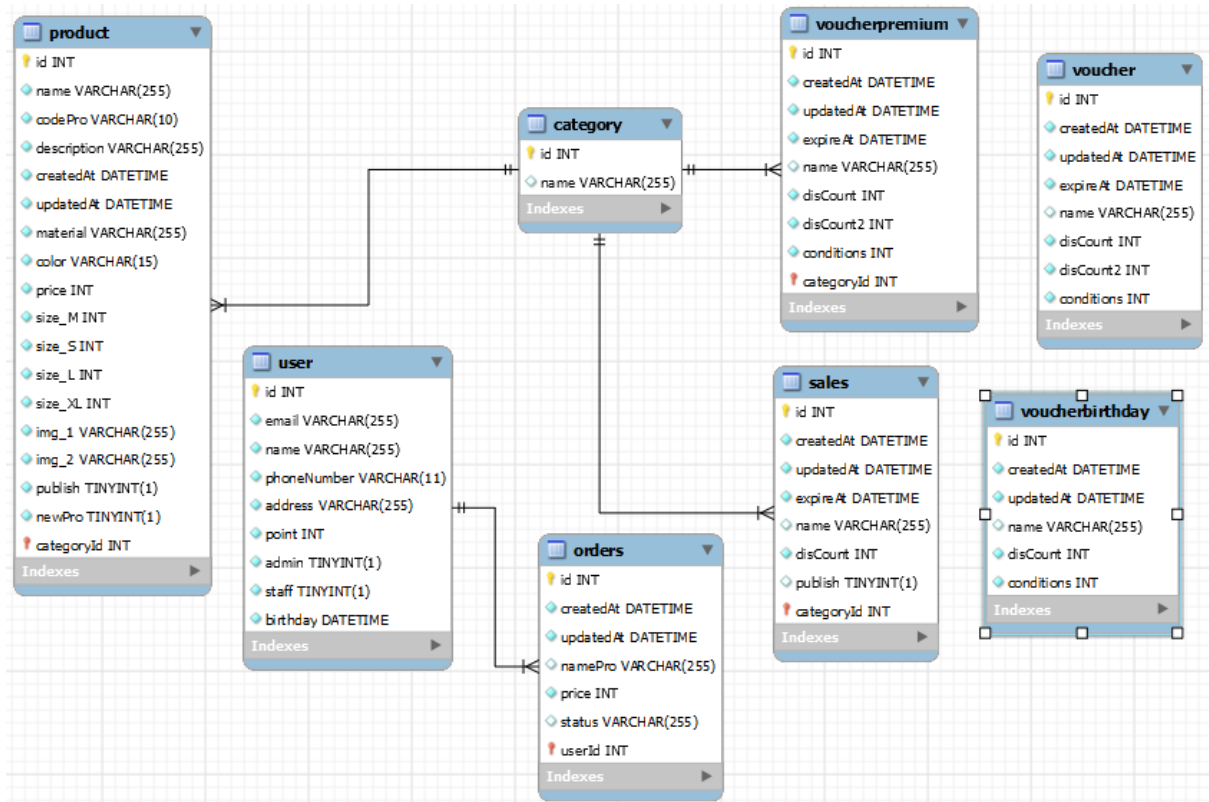 product
id INT
name VARCHAR(255)
codePro VARCHAR(10)
description VARCHAR(255)
createdAt DATETIME
updatedAt DATETIME
material VARCHAR(255)
color VARCHAR(15)
price INT
size_M INT
size_S INT
size_L INT
size_XL INT
img_1 VARCHAR(255)
img_2 VARCHAR(255)
publish TINYINT(1)
newPro TINYINT(1)
categoryId INT
Indexes
category
id INT
name VARCHAR(255)
Indexes
voucherpremium
id INT
createdAt DATETIME
updatedAt DATETIME
expireAt DATETIME
name VARCHAR(255)
disCount INT
disCount2 INT
conditions INT
categoryId INT
Indexes
voucher
id INT
createdAt DATETIME
updatedAt DATETIME
expireAt DATETIME
name VARCHAR(255)
disCount INT
disCount2 INT
conditions INT
Indexes
user
id INT
email VARCHAR(255)
name VARCHAR(255)
phoneNumber VARCHAR(11)
address VARCHAR(255)
point INT
admin TINYINT(1)
staff TINYINT(1)
birthday DATETIME
Indexes
orders
id INT
createdAt DATETIME
updatedAt DATETIME
namePro VARCHAR(255)
price INT
status VARCHAR(255)
userId INT
Indexes
sales
id INT
createdAt DATETIME
updatedAt DATETIME
expireAt DATETIME
name VARCHAR(255)
disCount INT
publish TINYINT(1)
categoryId INT
Indexes
voucherbirthday
id INT
createdAt DATETIME
updatedAt DATETIME
name VARCHAR(255)
disCount INT
conditions INT
Indexes